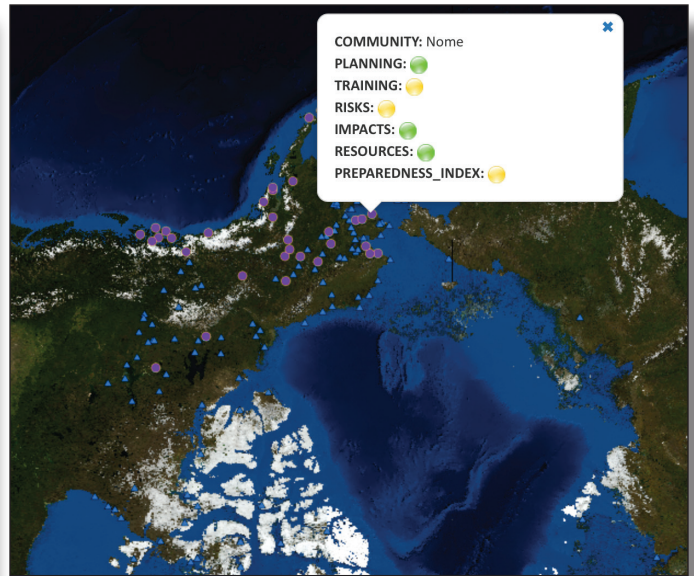 COMMUNITY: Nome
PLANNING:
TRAINING:
RISKS:
IMPACTS:
RESOURCES:
PREPAREDNESS_INDEX: